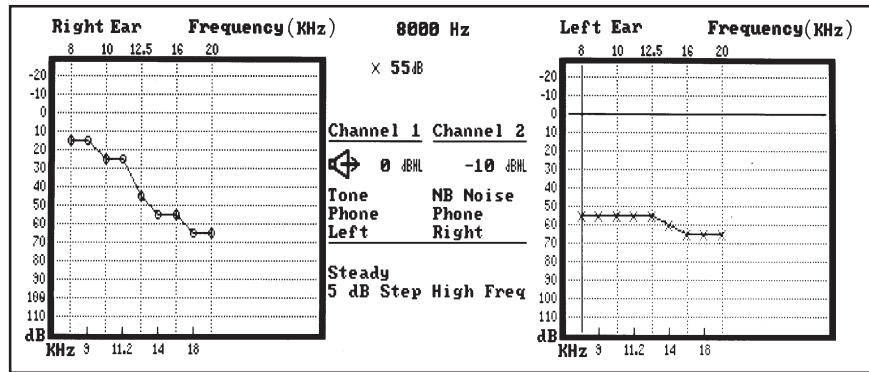 Right Ear Frequency(KHz)
8 10 12.5 16 20
-20
-10
0
10
20
30
40
50
60
70
80
90
100
110
dB
KHz 9 11.2 14 18
8000 Hz
× 55dB
Channel 1 Channel 2
0 dBHL -10 dBHL
Tone NB Noise
Phone Phone
Left Right
Steady
5 dB Step High Freq
Left Ear Frequency(KHz)
8 10 12.5 16 20
-20
-10
0
10
20
30
40
50
60
70
80
90
100
110
dB
KHz 9 11.2 14 18